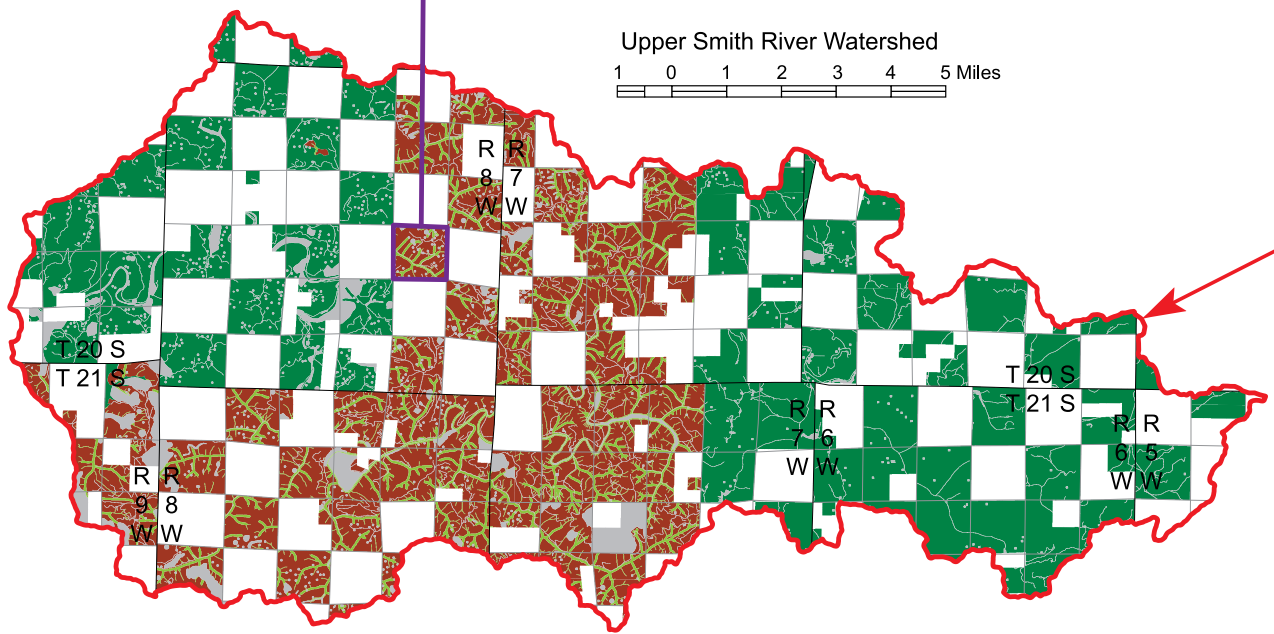 Upper Smith River Watershed
1 0 1 2 3 4 5 Miles
R R
8 7
W W
T 20 S
T 21 S
T 20 S
T 21 S
R R
7 6
W W
R R
6 5
W W
R R
9 8
W W